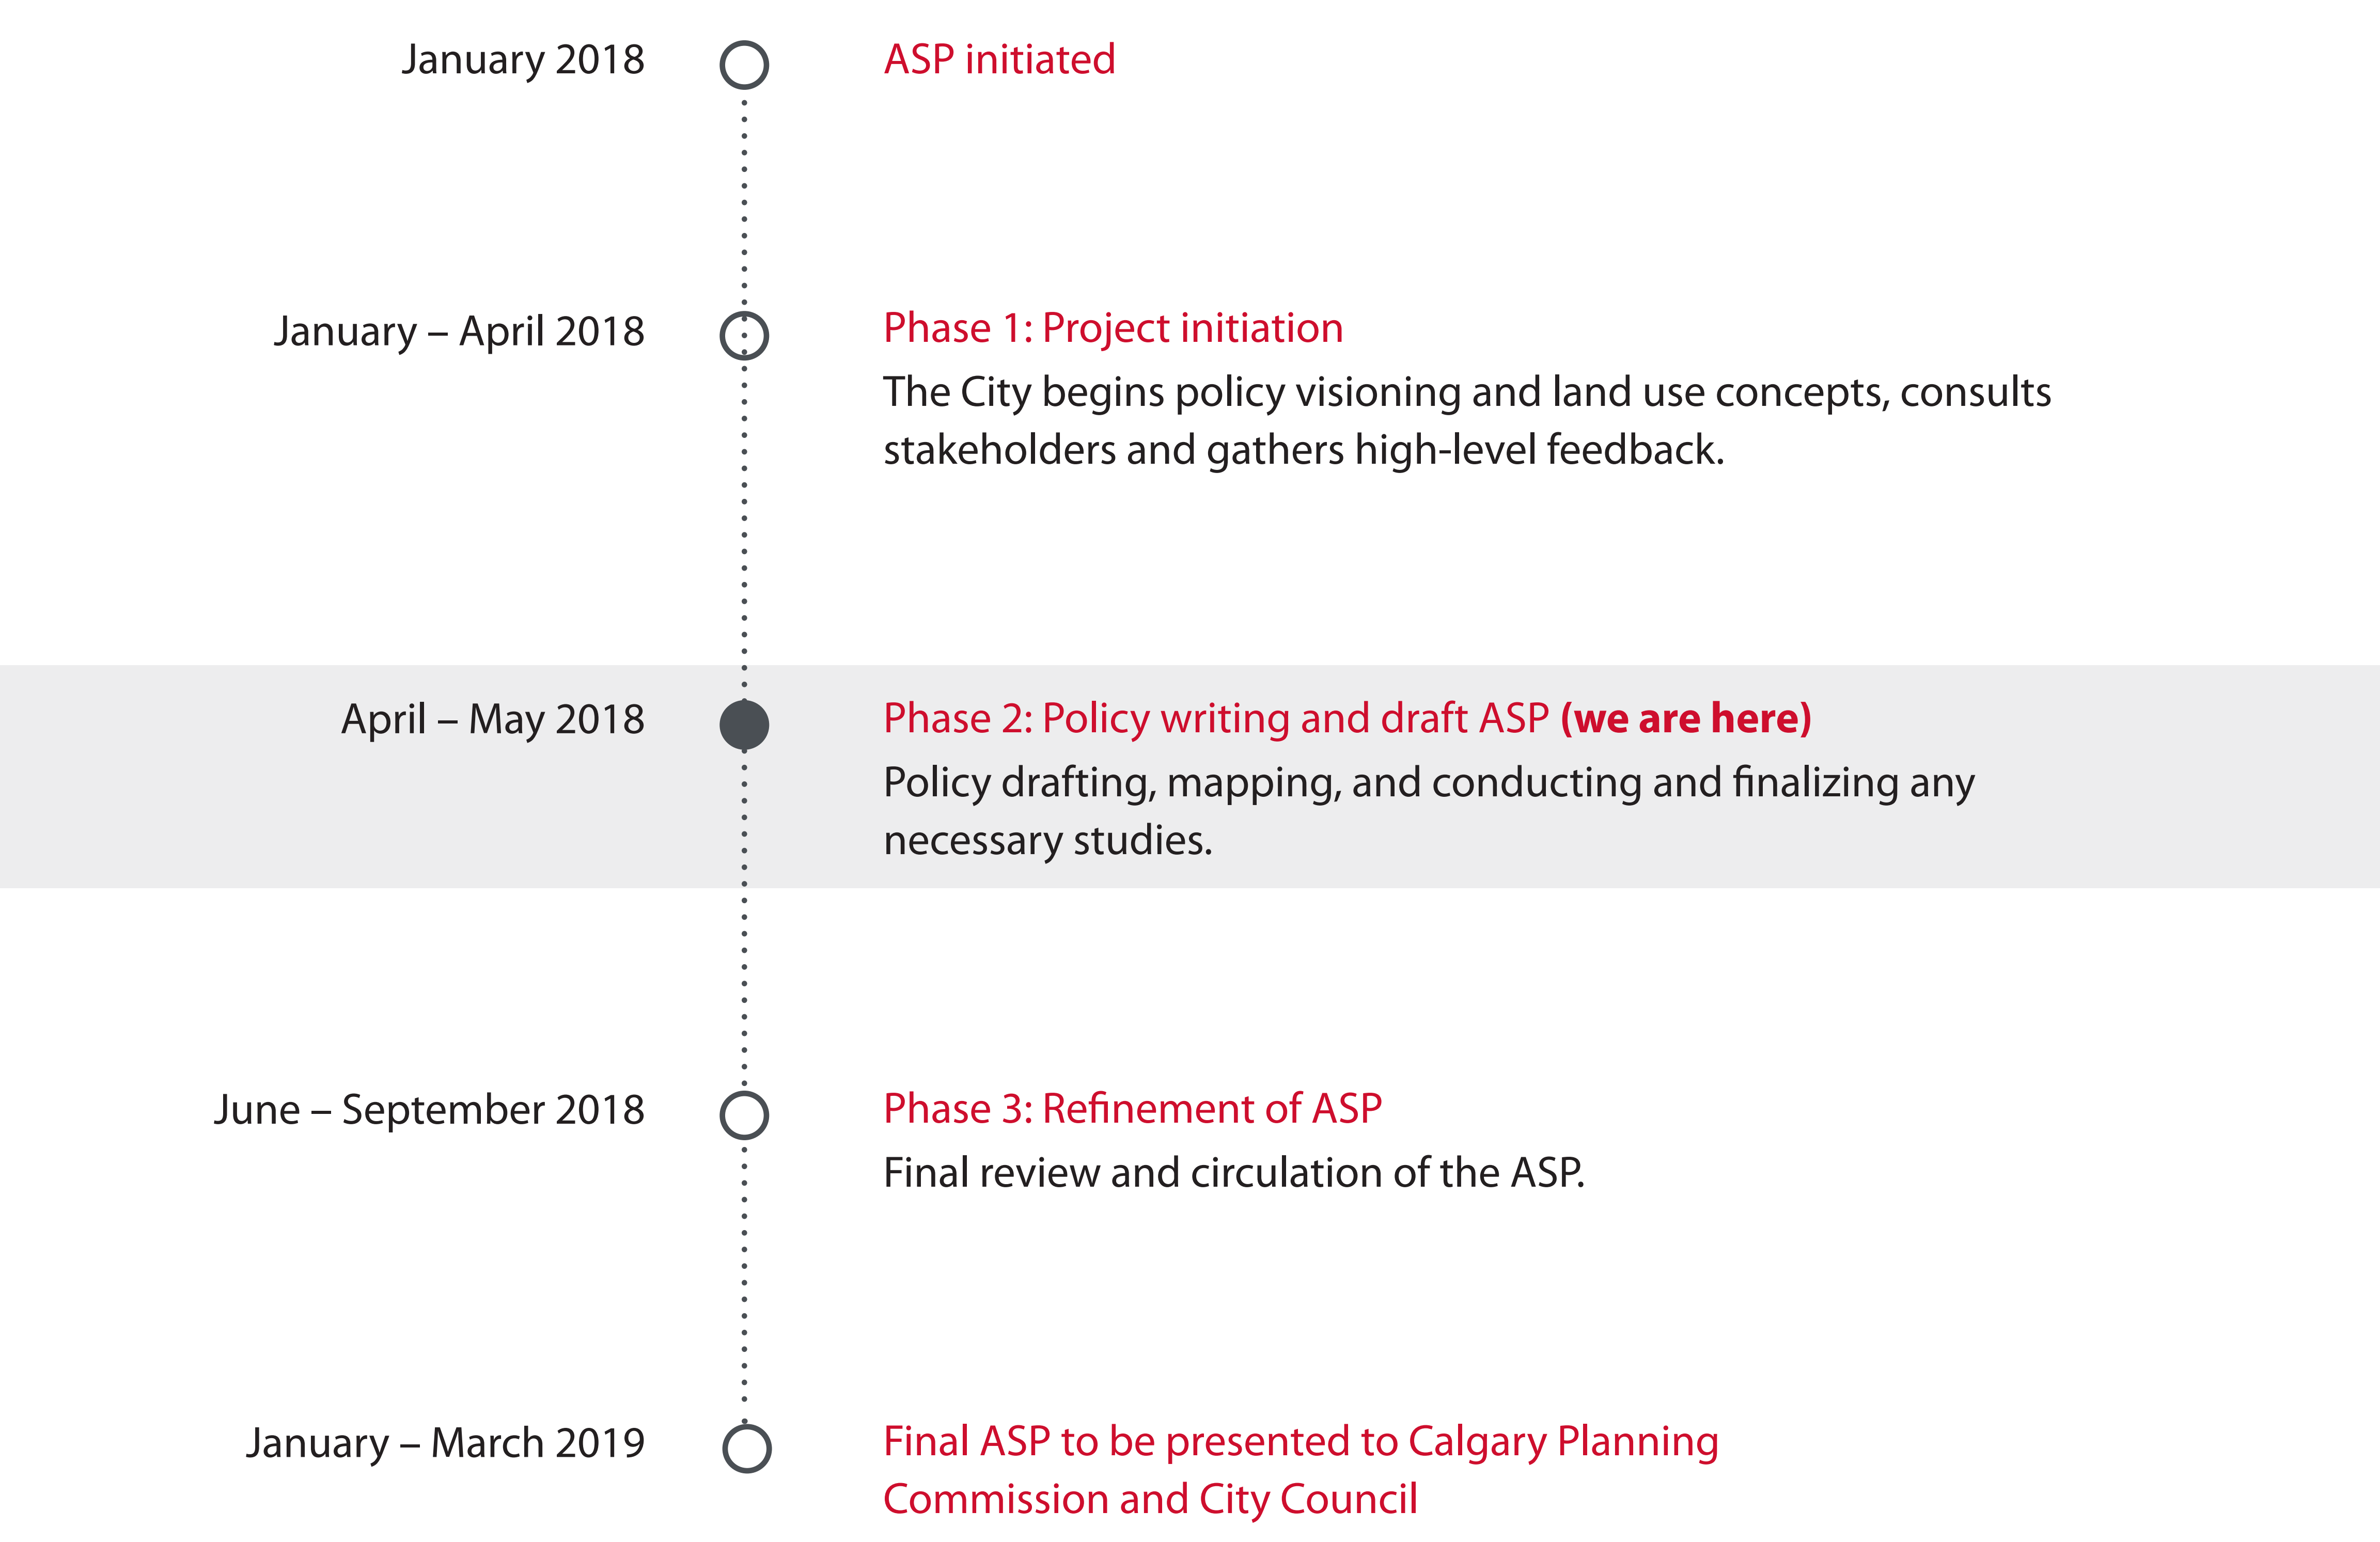 January 2018
ASP initiated
January – April 2018
Phase 1: Project initiation
The City begins policy visioning and land use concepts, consults
stakeholders and gathers high-level feedback.
April – May 2018
Phase 2: Policy writing and draft ASP (we are here)
Policy drafting, mapping, and conducting and finalizing any
necessary studies.
June – September 2018
Phase 3: Refinement of ASP
Final review and circulation of the ASP.
January – March 2019
Final ASP to be presented to Calgary Planning
Commission and City Council